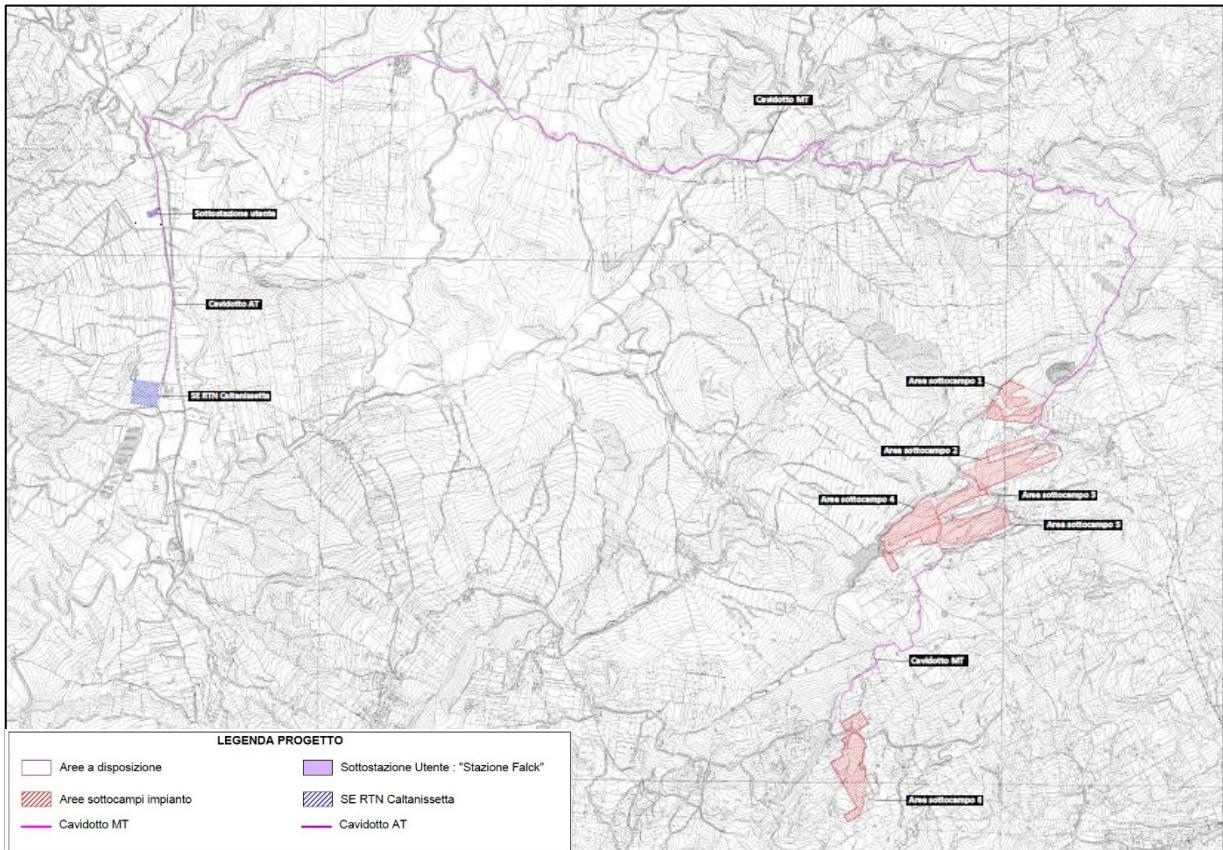 Cavidotto MT
Sottostazione utente
Cavidotto AT
SE RTN Caltanissetta
Area sottocampo 1
Area sottocampo 2
Area sottocampo 3
Area sottocampo 4
Area sottocampo 5
Cavidotto MT
Area sottocampo 6
LEGENDA PROGETTO
Aree a disposizione
Sottostazione Utente : "Stazione Falck"
Aree sottocampi impianto
SE RTN Caltanissetta
Cavidotto MT
Cavidotto AT